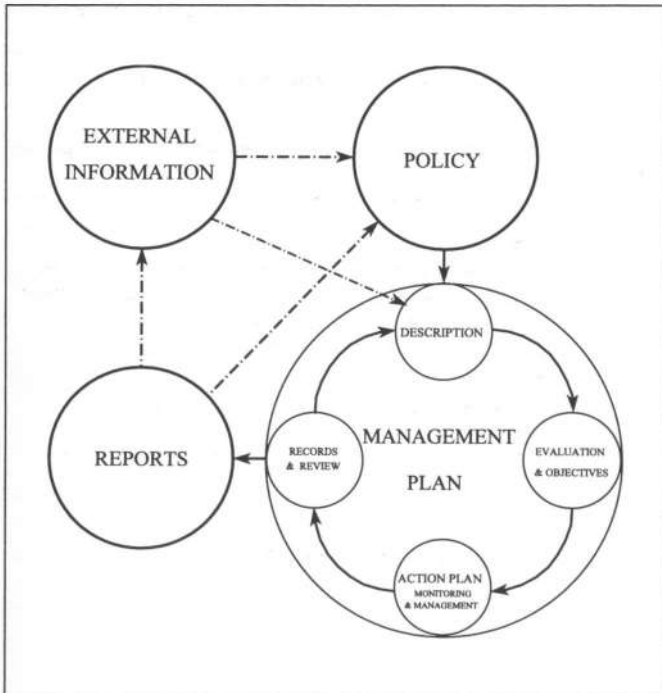 EXTERNAL
INFORMATION
POLICY
DESCRIPTION
REPORTS
RECORDS
& REVIEW
MANAGEMENT
PLAN
EVALUATION
& OBJECTIVES
ACTION PLAN
MONITORING
& MANAGEMENT